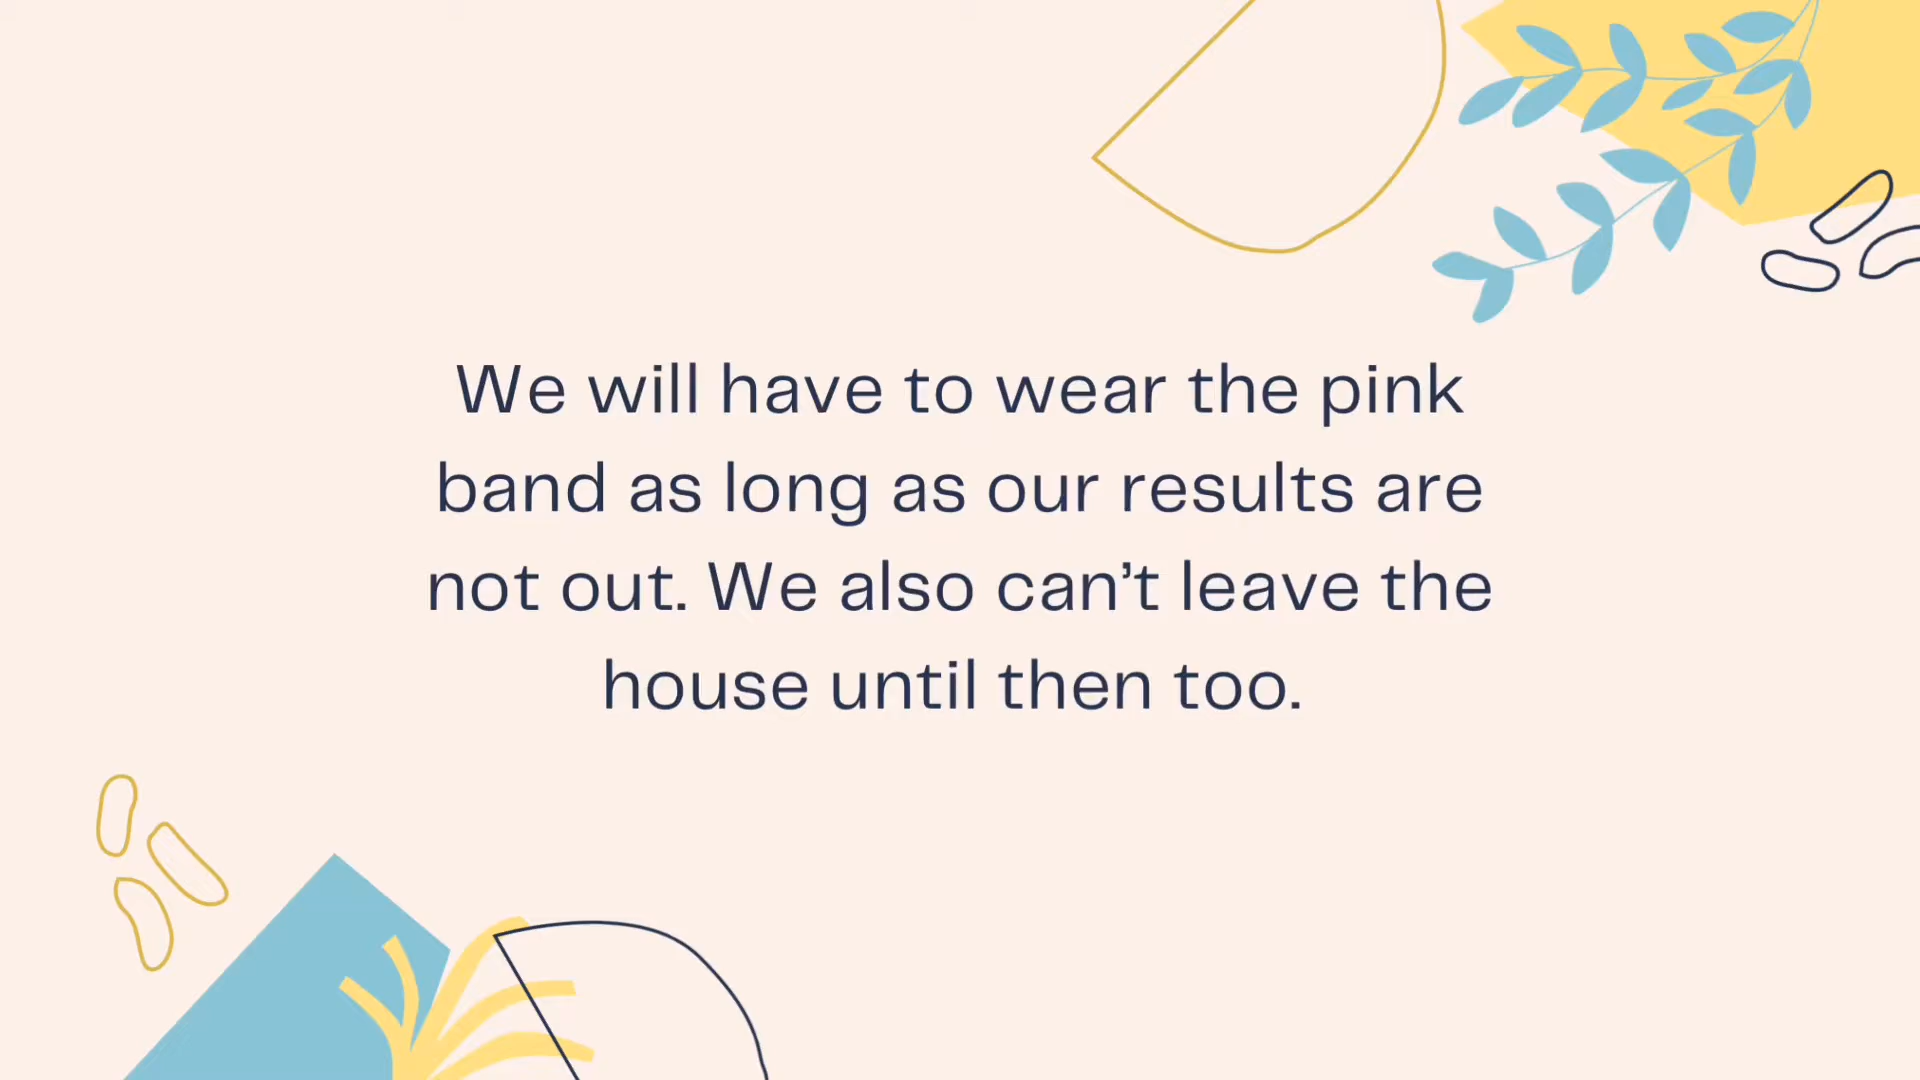 We will have to wear the pink
band as long as our results are
not out. We also can’t leave the
house until then too.